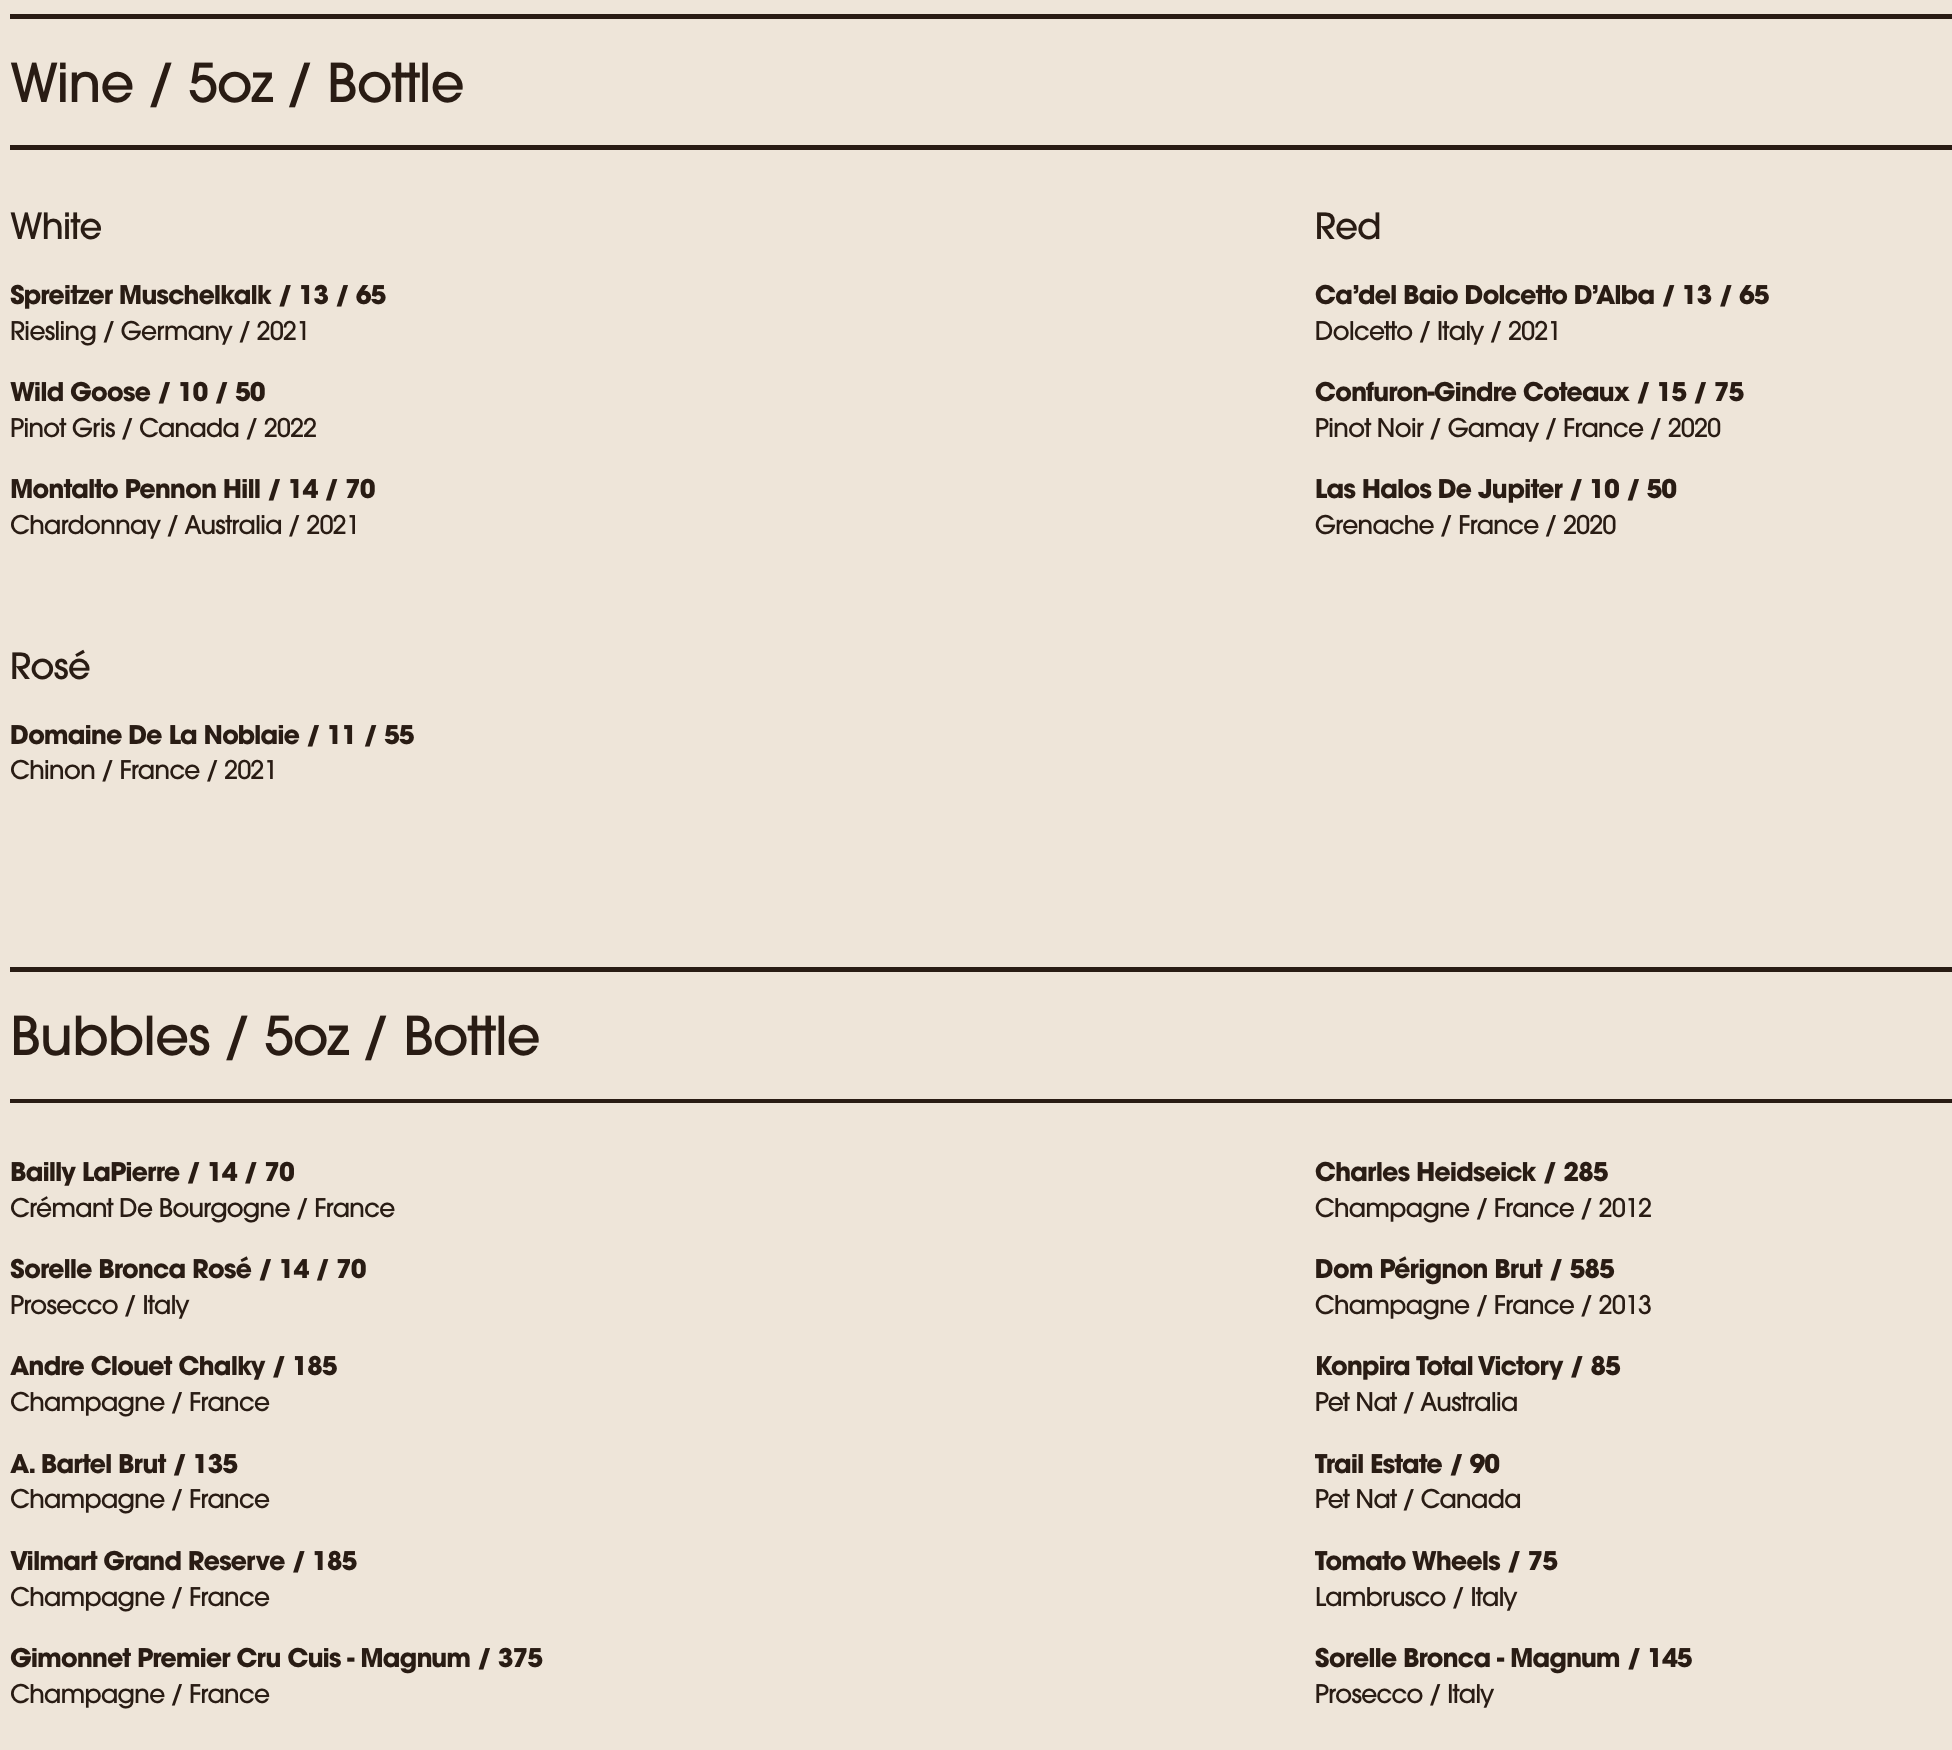 Wine / 5oz / Bottle
White
Spreitzer Muschelkalk / 13 / 65
Riesling / Germany / 2021
Wild Goose / 10 / 50
Pinot Gris / Canada / 2022
Montalto Pennon Hill / 14 / 70
Chardonnay / Australia / 2021
Rosé
Domaine De La Noblaie / 11 / 55
Chinon / France / 2021
Red
Ca’del Baio Dolcetto D’Alba / 13 / 65
Dolcetto / Italy / 2021
Confuron-Gindre Coteaux / 15 / 75
Pinot Noir / Gamay / France / 2020
Las Halos De Jupiter / 10 / 50
Grenache / France / 2020
Bubbles / 5oz / Bottle
Bailly LaPierre / 14 / 70
Crémant De Bourgogne / France
Sorelle Bronca Rosé / 14 / 70
Prosecco / Italy
Andre Clouet Chalky / 185
Champagne / France
A. Bartel Brut / 135
Champagne / France
Vilmart Grand Reserve / 185
Champagne / France
Gimonnet Premier Cru Cuis - Magnum / 375
Champagne / France
Charles Heidseick / 285
Champagne / France / 2012
Dom Pérignon Brut / 585
Champagne / France / 2013
Konpira Total Victory / 85
Pet Nat / Australia
Trail Estate / 90
Pet Nat / Canada
Tomato Wheels / 75
Lambrusco / Italy
Sorelle Bronca - Magnum / 145
Prosecco / Italy